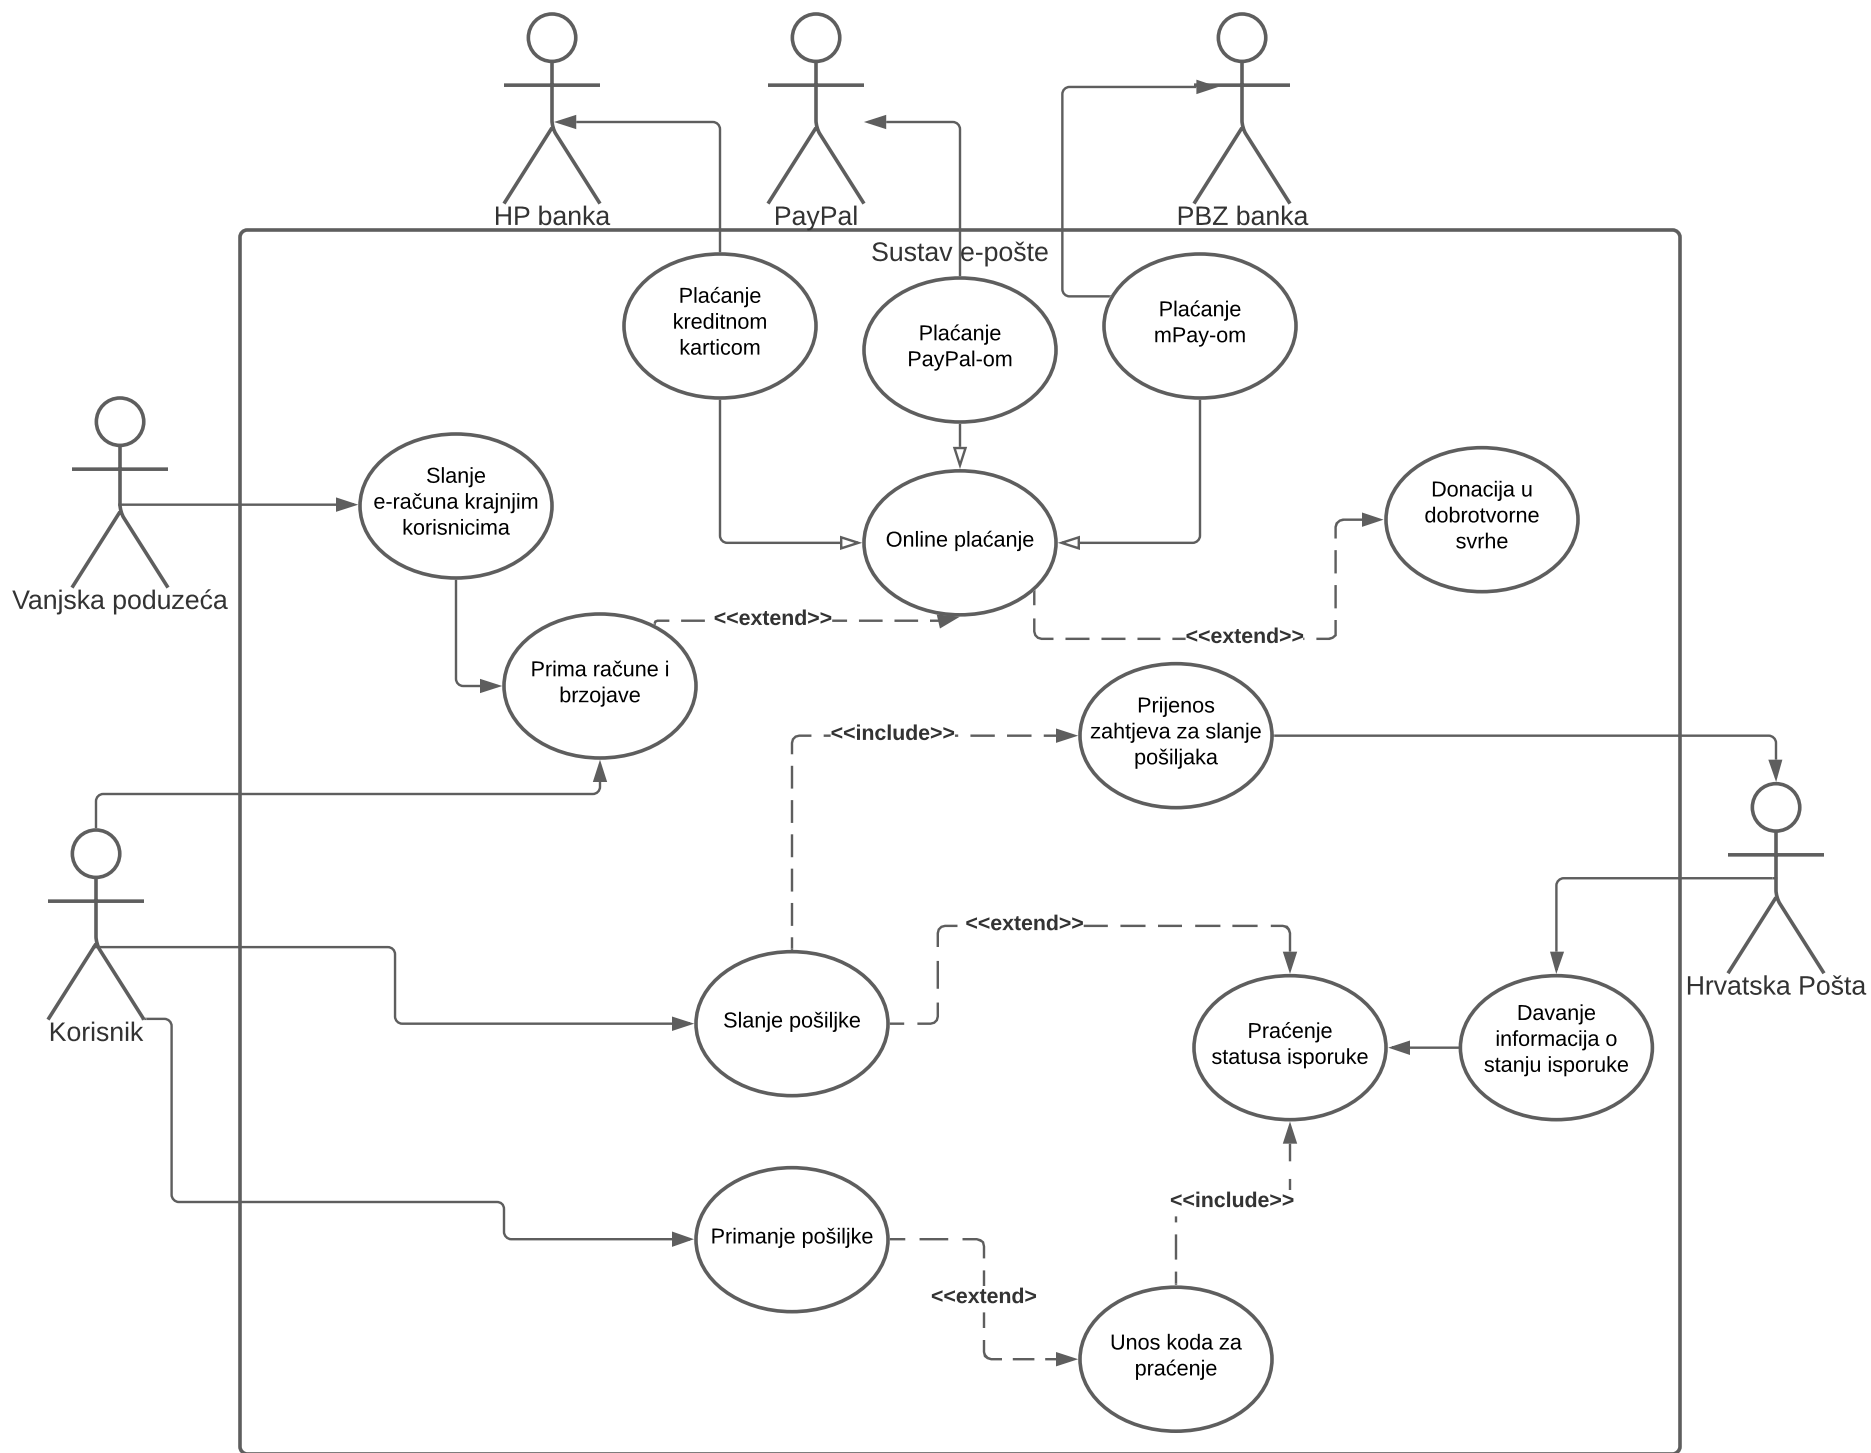 HP banka
PayPal
PBZ banka
Sustav e-pošte
Plaćanje
kreditnom
karticom
Plaćanje
PayPal-om
Plaćanje
mPay-om
Vanjska poduzeća
Slanje
e-računa krajnjim
korisnicima
Online plaćanje
Donacija u
dobrotvorne
svrhe
<<extend>>
<<extend>>
Prima račune i
brzojave
<<include>>
Prijenos
zahtjeva za slanje
pošiljaka
Korisnik
Hrvatska Pošta
<<extend>>
Slanje pošiljke
Praćenje
statusa isporuke
Davanje
informacija o
stanju isporuke
<<include>>
Primanje pošiljke
<<extend>
Unos koda za
praćenje